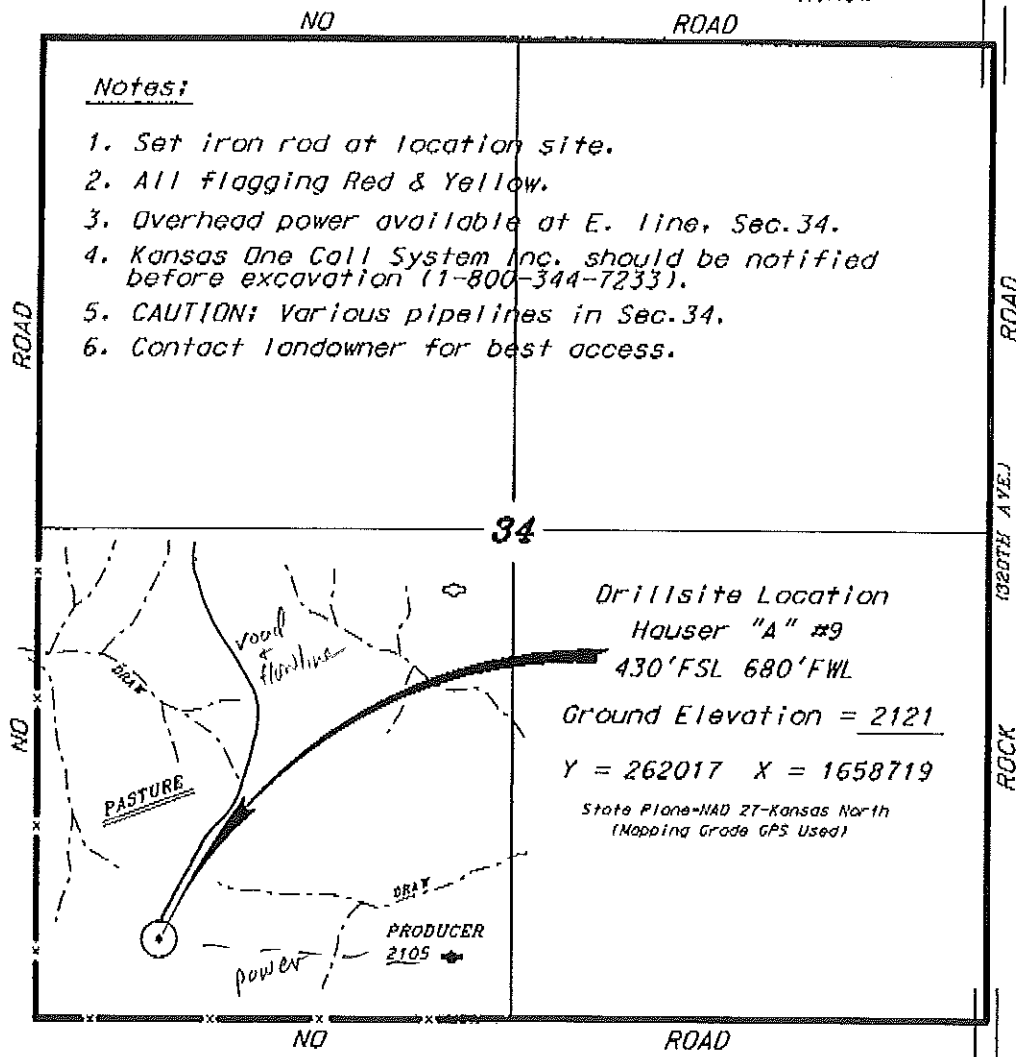 NO ROAD
Notes:
1. Set iron rod at location site.
2. All flagging Red & Yellow.
3. Overhead power available at E. line, Sec.34.
4. Kansas One Call System Inc. should be notified
before excavation (1-800-344-7233).
5. CAUTION: Various pipelines in Sec.34.
6. Contact landowner for best access.
ROAD
ROAD
(320TH AVE.)
34
Drillsite Location
Hauser "A" #9
430'FSL 680'FWL
Ground Elevation = 2121
Y = 262017 X = 1658719
State Plane-NAD 27-Kansas North
(Mapping Grade GPS Used)
road
&
flowline
DRAW
NO
PASTURE
ROCK
DRAW
PRODUCER
2105
power
NO ROAD